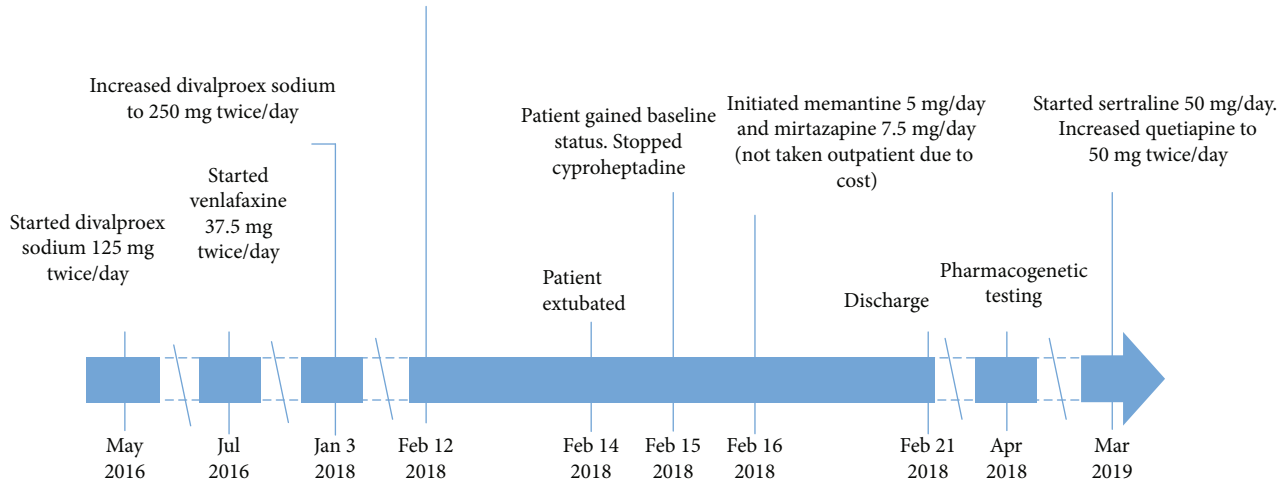 Increased divalproex sodium
to 250 mg twice/day
Started divalproex
sodium 125 mg
twice/day
Started
venlafaxine
37.5 mg
twice/day
Patient gained baseline
status. Stopped
cyproheptadine
Initiated memantine 5 mg/day
and mirtazapine 7.5 mg/day
(not taken outpatient due to
cost)
Started sertraline 50 mg/day.
Increased quetiapine to
50 mg twice/day
Patient
extubated
Discharge
Pharmacogenetic
testing
May
2016
Jul
2016
Jan 3
2018
Feb 12
2018
Feb 14
2018
Feb 15
2018
Feb 16
2018
Feb 21
2018
Apr
2018
Mar
2019